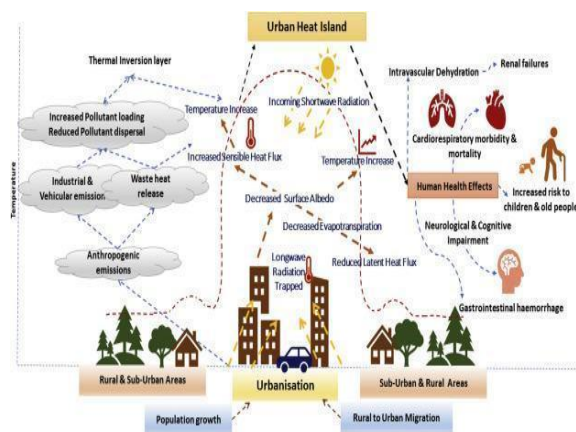 Urban Heat Island
Thermal Inversion layer
Temperature Increase
Incoming Shortwave Radiation
Intravascular Dehydration
Renal failures
Increased Pollutant loading
Reduced Pollutant dispersal
Cardiorespiratory morbidity &
mortality
Increased Sensible Heat Flux
Temperature Increase
Industrial &
Vehicular emission
Waste heat
release
Human Health Effects
Increased risk to
children & old people
Temperature
Decreased Surface Albedo
Decreased Evapotranspiration
Neurological & Cognitive
Impairment
Anthropogenic
emissions
Longwave
Radiation
Trapped
Reduced Latent Heat Flux
Gastrointestinal haemorrhage
Rural & Sub-Urban Areas
Urbanisation
Sub-Urban & Rural Areas
Population growth
Rural to Urban Migration